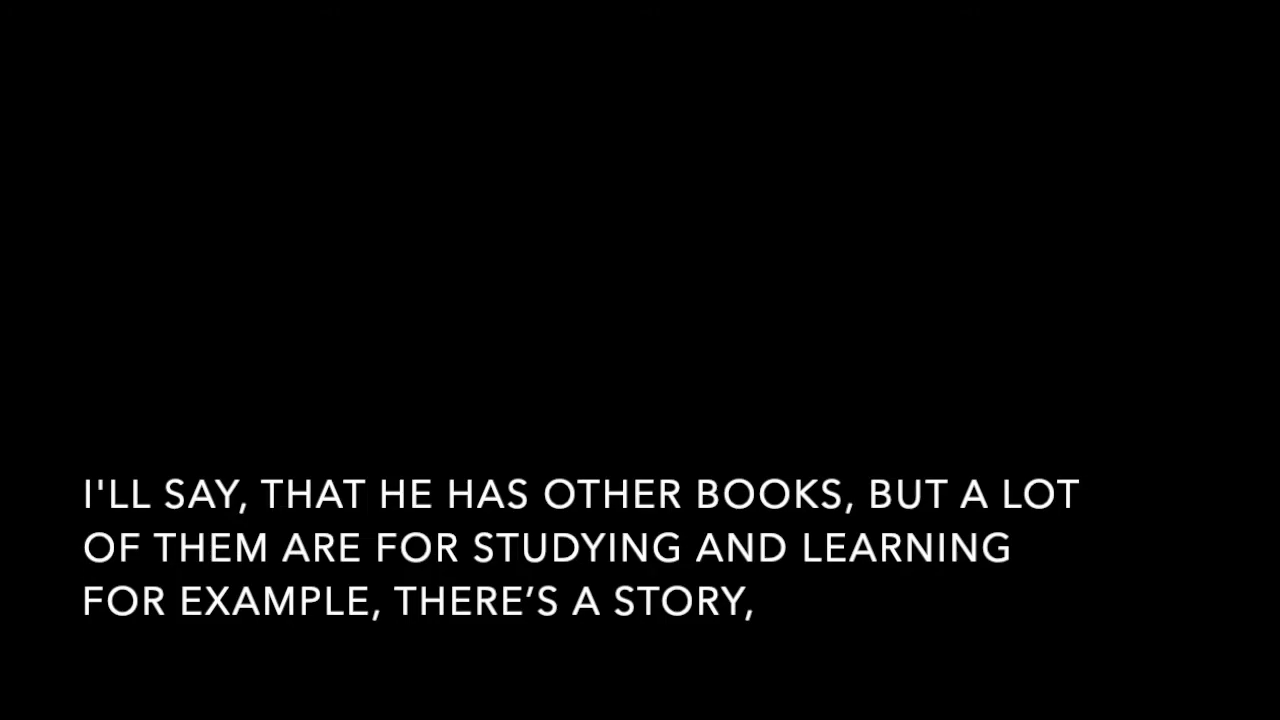 I'LL SAY, THAT HE HAS OTHER BOOKS, BUT A LOT
OF THEM ARE FOR STUDYING AND LEARNING
FOR EXAMPLE, THERE’S A STORY,